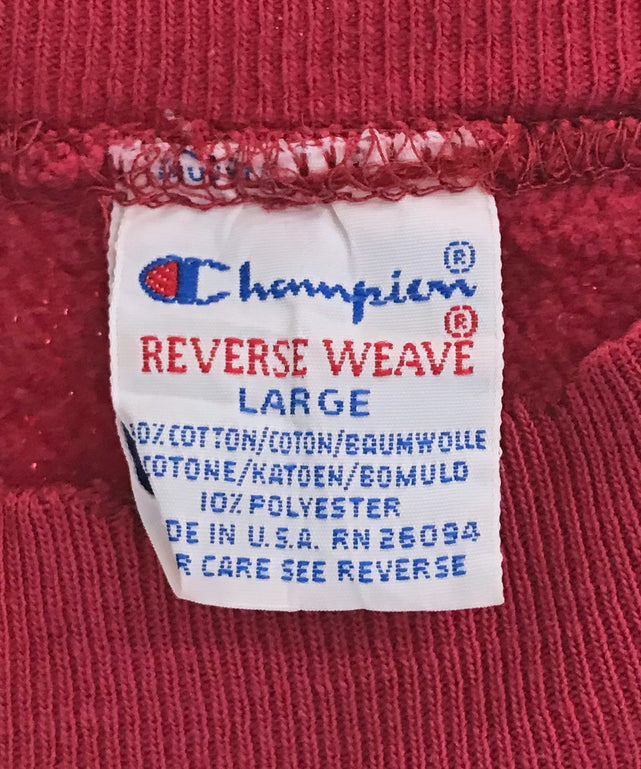 Champion®
REVERSE WEAVE®
LARGE
0% COTTON/COTON/BAUMWOLLE
COTONE/KATOEN/BOMULD
10% POLYESTER
DE IN U.S.A. RN 26094
R CARE SEE REVERSE